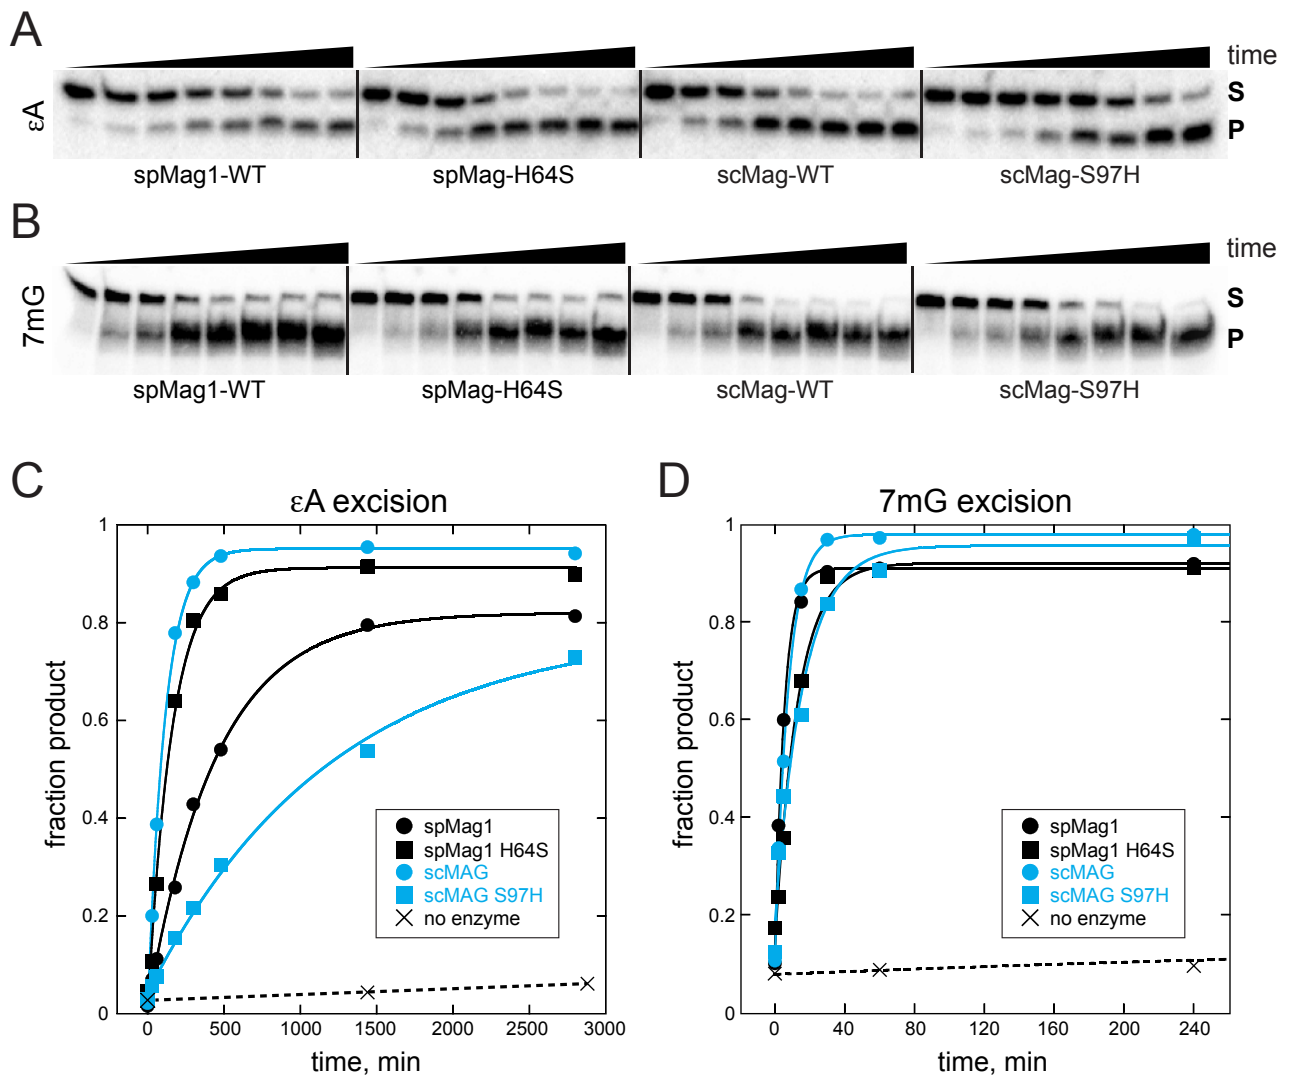 A
time
εA
S
P
spMag1-WT
spMag-H64S
scMag-WT
scMag-S97H
B
time
7mG
S
P
spMag1-WT
spMag-H64S
scMag-WT
scMag-S97H
C
εA excision
1
0.8
0.6
0.4
0.2
0
fraction product
spMag1
spMag1 H64S
scMAG
scMAG S97H
no enzyme
0 500 1000 1500 2000 2500 3000
time, min
D
7mG excision
1
0.8
0.6
0.4
0.2
0
fraction product
spMag1
spMag1 H64S
scMAG
scMAG S97H
no enzyme
0 40 80 120 160 200 240
time, min